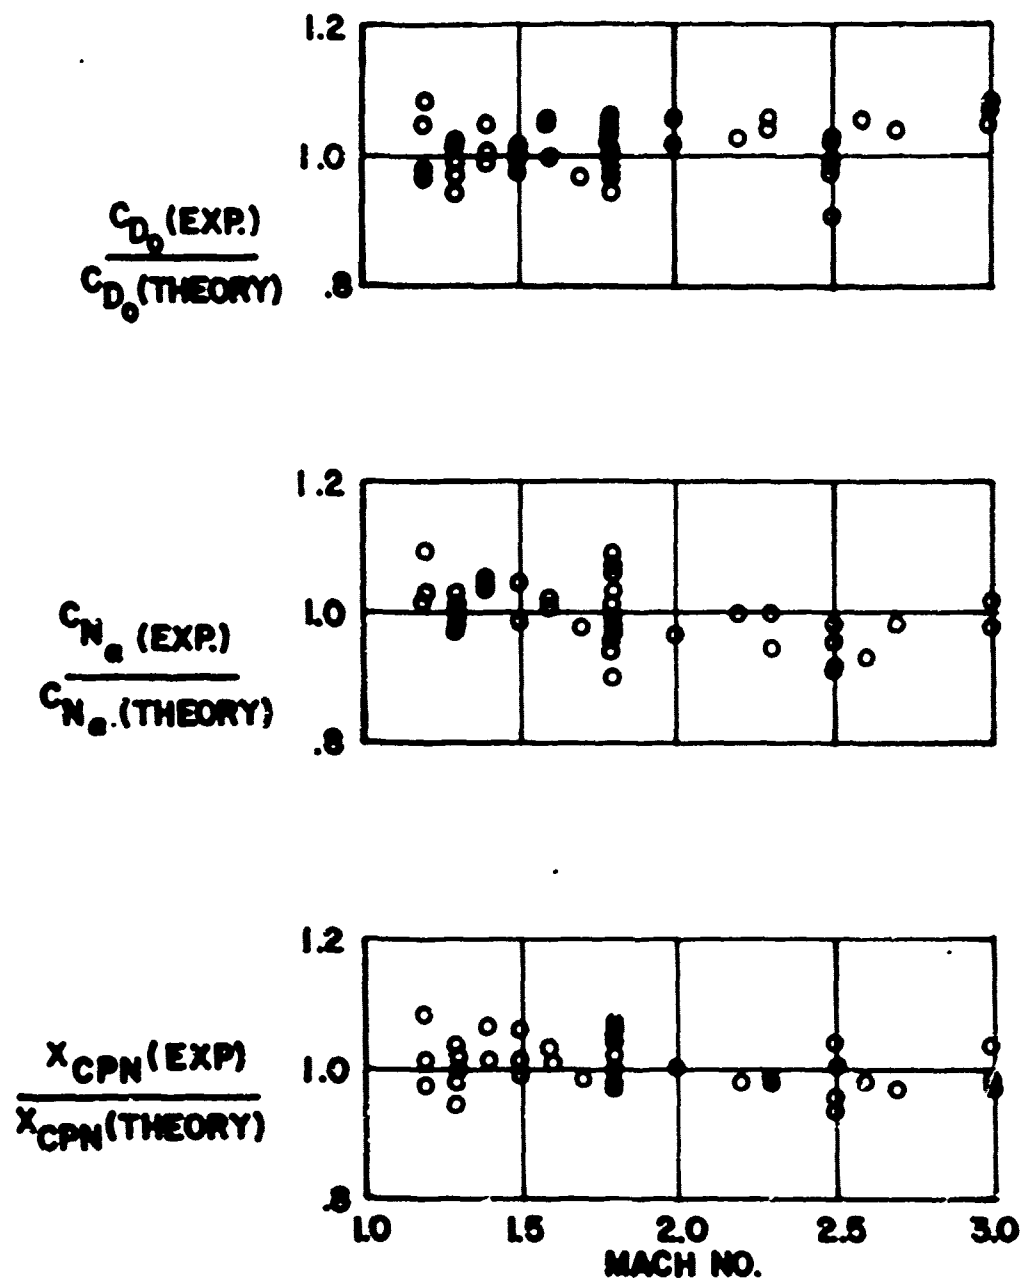 1.2
1.0
.8
C_D₀ (EXP.)
C_D₀ (THEORY)
1.2
1.0
.8
C_Nα (EXP.)
C_Nα. (THEORY)
1.2
1.0
.8
X_CPN (EXP)
X_CPN (THEORY)
1.0 1.5 2.0 2.5 3.0
MACH NO.